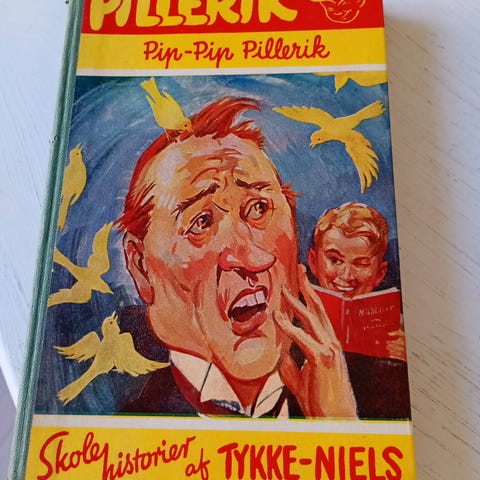 PILLERIK
Pip-Pip Pillerik
Skolehistorier af TYKKE-NIELS